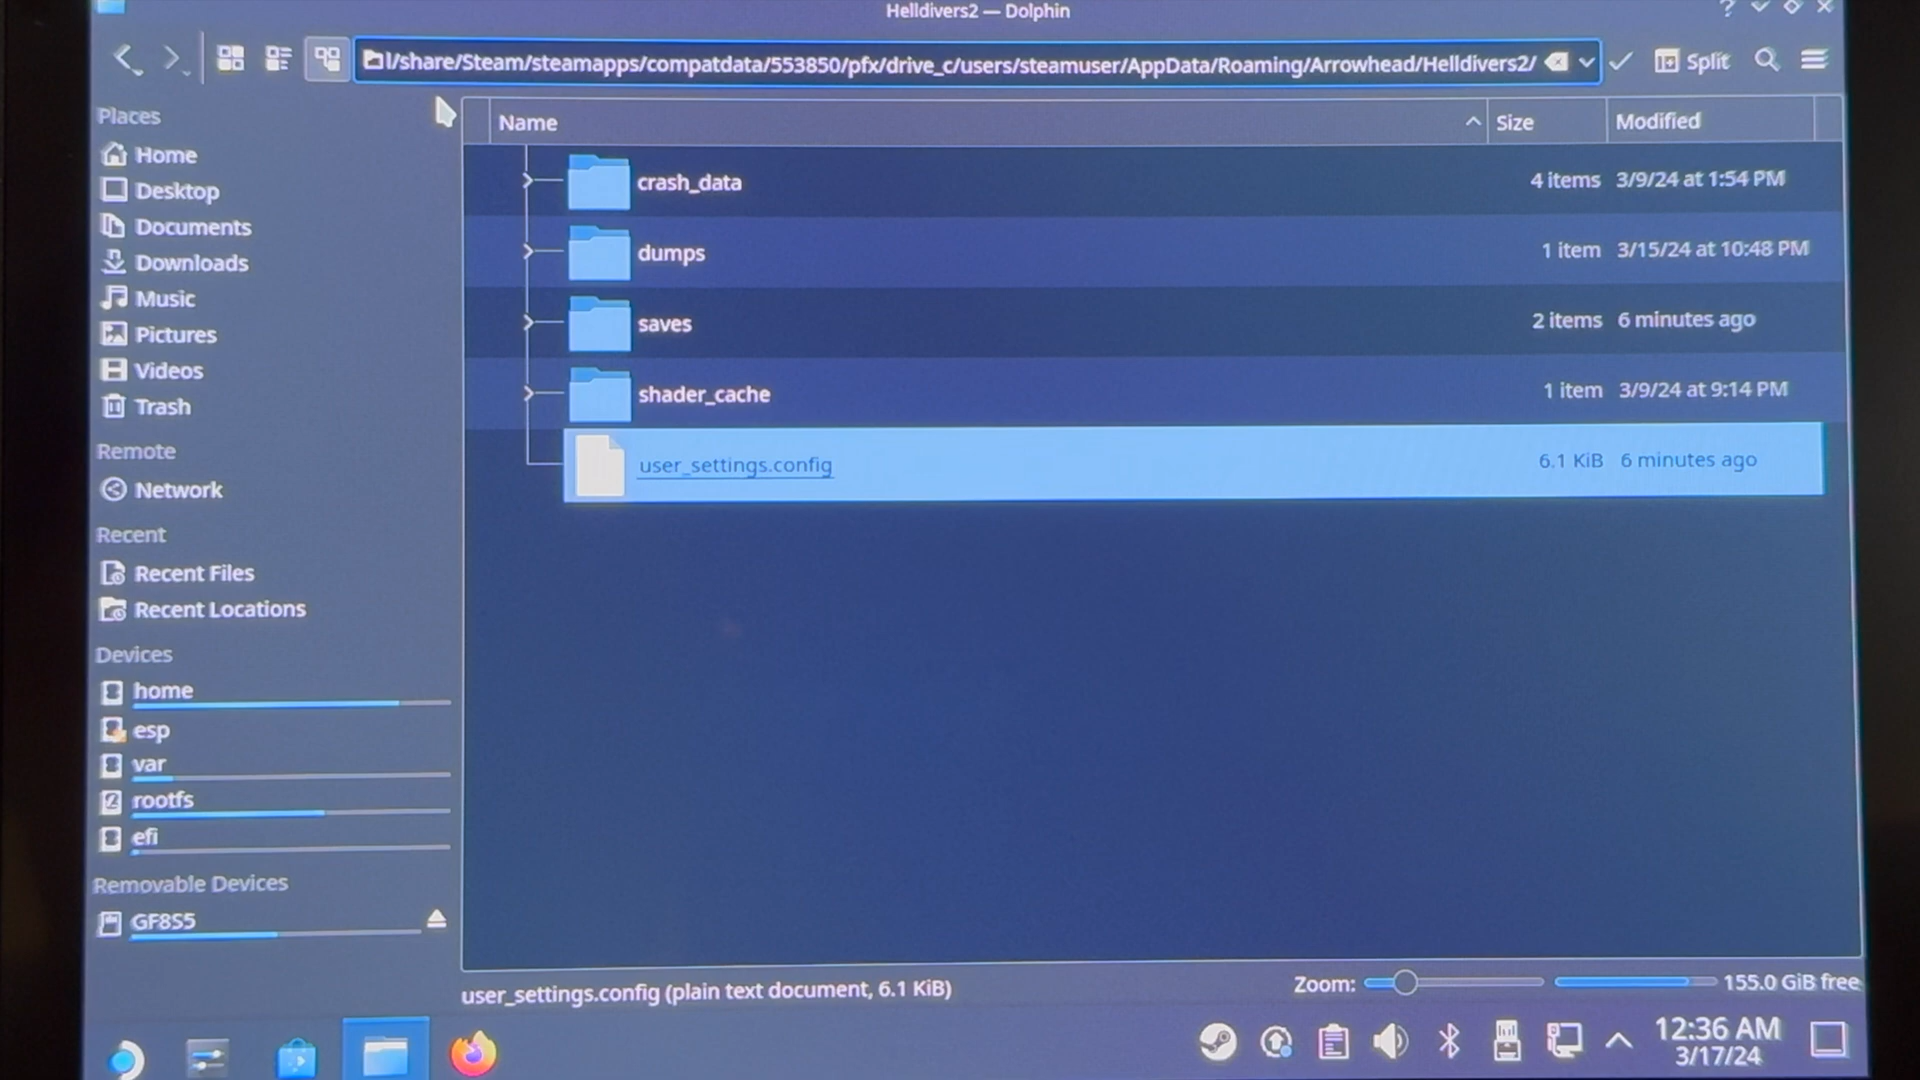 Helldivers2 — Dolphin
l/share/Steam/steamapps/compatdata/553850/pfx/drive_c/users/steamuser/AppData/Roaming/Arrowhead/Helldivers2/
Split
Places
Home
Desktop
Documents
Downloads
Music
Pictures
Videos
Trash
Remote
Network
Recent
Recent Files
Recent Locations
Devices
home
esp
var
rootfs
efi
Removable Devices
GF8S5
Name Size Modified
crash_data 4 items 3/9/24 at 1:54 PM
dumps 1 item 3/15/24 at 10:48 PM
saves 2 items 6 minutes ago
shader_cache 1 item 3/9/24 at 9:14 PM
user_settings.config 6.1 KiB 6 minutes ago
user_settings.config (plain text document, 6.1 KiB)
Zoom: 155.0 GiB free
12:36 AM
3/17/24